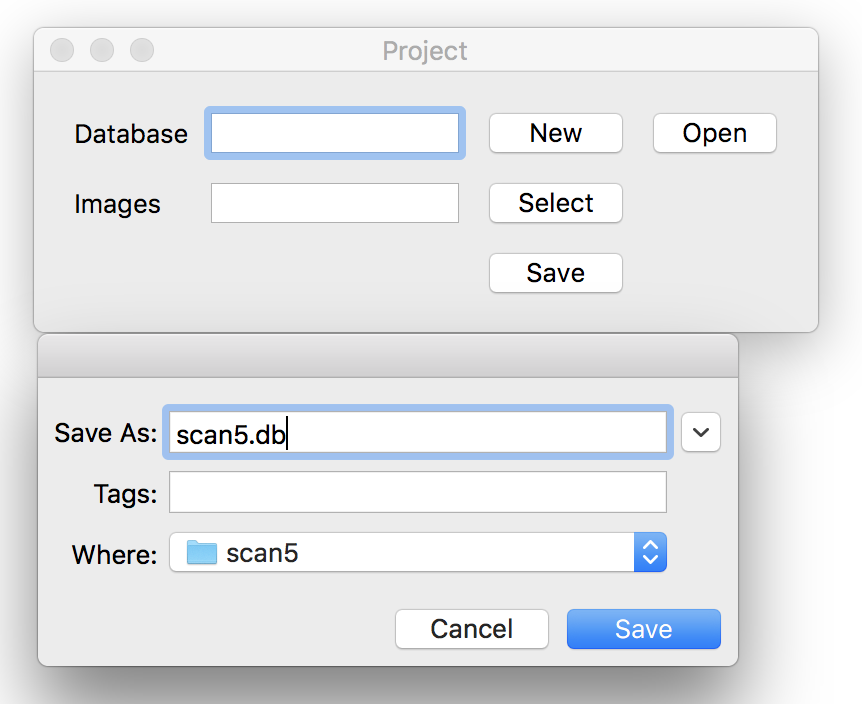 Project
Database New Open
Images Select
Save
Save As: scan5.db
Tags:
Where: scan5
Cancel Save